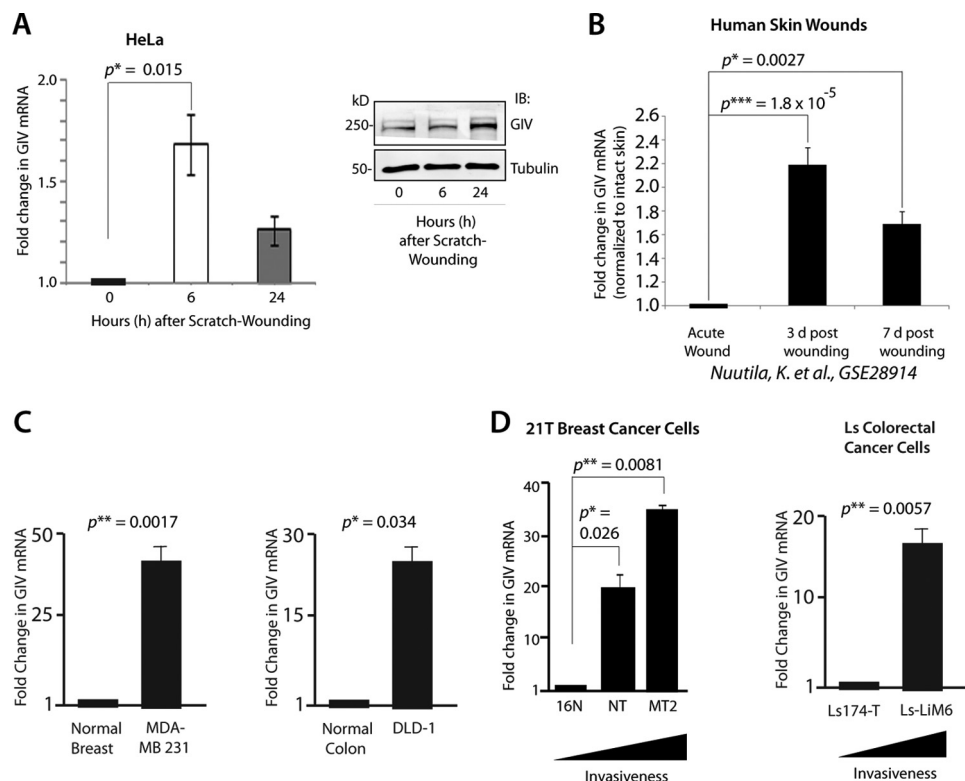 A
HeLa
p* = 0.015
Fold change in GIV mRNA
2.0
1.5
1.0
0 6 24
Hours (h) after Scratch-Wounding
kD
IB:
250-
GIV
50-
Tubulin
0 6 24
Hours (h)
after Scratch-
Wounding
B
Human Skin Wounds
p* = 0.0027
p*** = 1.8 x 10-5
Fold change in GIV mRNA
(normalized to intact skin)
2.6
2.4
2.2
2.0
1.8
1.6
1.4
1.2
1.0
Acute
Wound
3 d post
wounding
7 d post
wounding
Nuutila, K. et al., GSE28914
C
p** = 0.0017
Fold Change in GIV mRNA
50
25
1
Normal
Breast
MDA-
MB 231
p* = 0.034
Fold Change in GIV mRNA
30
15
1
Normal
Colon
DLD-1
D
21T Breast Cancer Cells
p** = 0.0081
p* =
0.026
Fold Change in GIV mRNA
40
30
20
10
1
16N NT MT2
Invasiveness
Ls Colorectal
Cancer Cells
p** = 0.0057
Fold Change in GIV mRNA
20
10
1
Ls174-T Ls-LiM6
Invasiveness